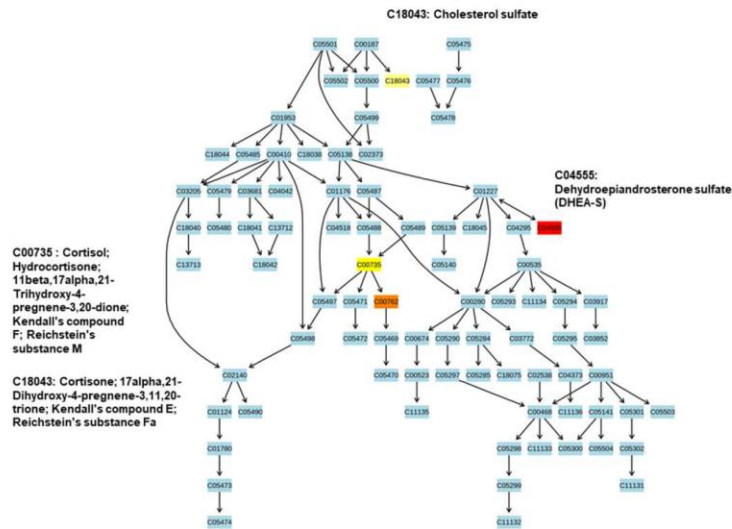 C18043: Cholesterol sulfate
C05501 C00187 C05475
C05502 C05500 C18043 C05477 C05476
C01953 C05499 C05478
C18044 C05485 C00410 C18038 C05138 C02373
C04555:
Dehydroepiandrosterone sulfate
(DHEA-S)
C03205 C05479 C03681 C04042 C01176 C05487 C01227
C18040 C05480 C18041 C13712 C04518 C05488 C05489 C05139 C18045 C04295
C00735 : Cortisol;
Hydrocortisone;
11beta,17alpha,21-
Trihydroxy-4-
pregnene-3,20-dione;
Kendall's compound
F; Reichstein's
substance M
C13713 C18042 C00735 C05140 C00535
C05497 C05471 C00762 C00280 C05293 C11134 C05294 C03917
C05498 C05472 C05469 C00674 C05290 C05284 C03772 C05295 C03852
C18043: Cortisone; 17alpha,21-
Dihydroxy-4-pregnene-3,11,20-
trione; Kendall's compound E;
Reichstein's substance Fa
C02140 C05470 C00523 C05297 C05285 C18075 C02538 C04373 C00951
C01124 C05490 C11135 C00468 C11136 C05141 C05301 C05503
C01780 C05298 C11133 C05300 C05504 C05302
C05473 C05299 C11131
C05474 C11132